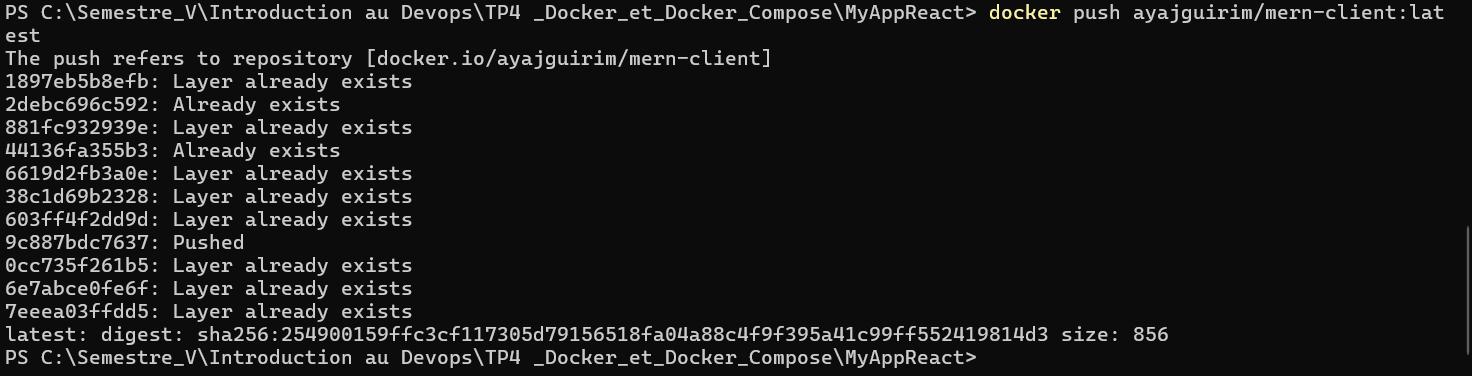 PS C:\Semestre_V\Introduction au Devops\TP4 _Docker_et_Docker_Compose\MyAppReact> docker push ayajguirim/mern-client:lat
est
The push refers to repository [docker.io/ayajguirim/mern-client]
1897eb5b8efb: Layer already exists
2debc696c592: Already exists
881fc932939e: Layer already exists
44136fa355b3: Already exists
6619d2fb3a0e: Layer already exists
38c1d69b2328: Layer already exists
603ff4f2dd9d: Layer already exists
9c887bdc7637: Pushed
0cc735f261b5: Layer already exists
6e7abce0fe6f: Layer already exists
7eeea03ffdd5: Layer already exists
latest: digest: sha256:254900159ffc3cf117305d79156518fa04a88c4f9f395a41c99ff552419814d3 size: 856
PS C:\Semestre_V\Introduction au Devops\TP4 _Docker_et_Docker_Compose\MyAppReact>